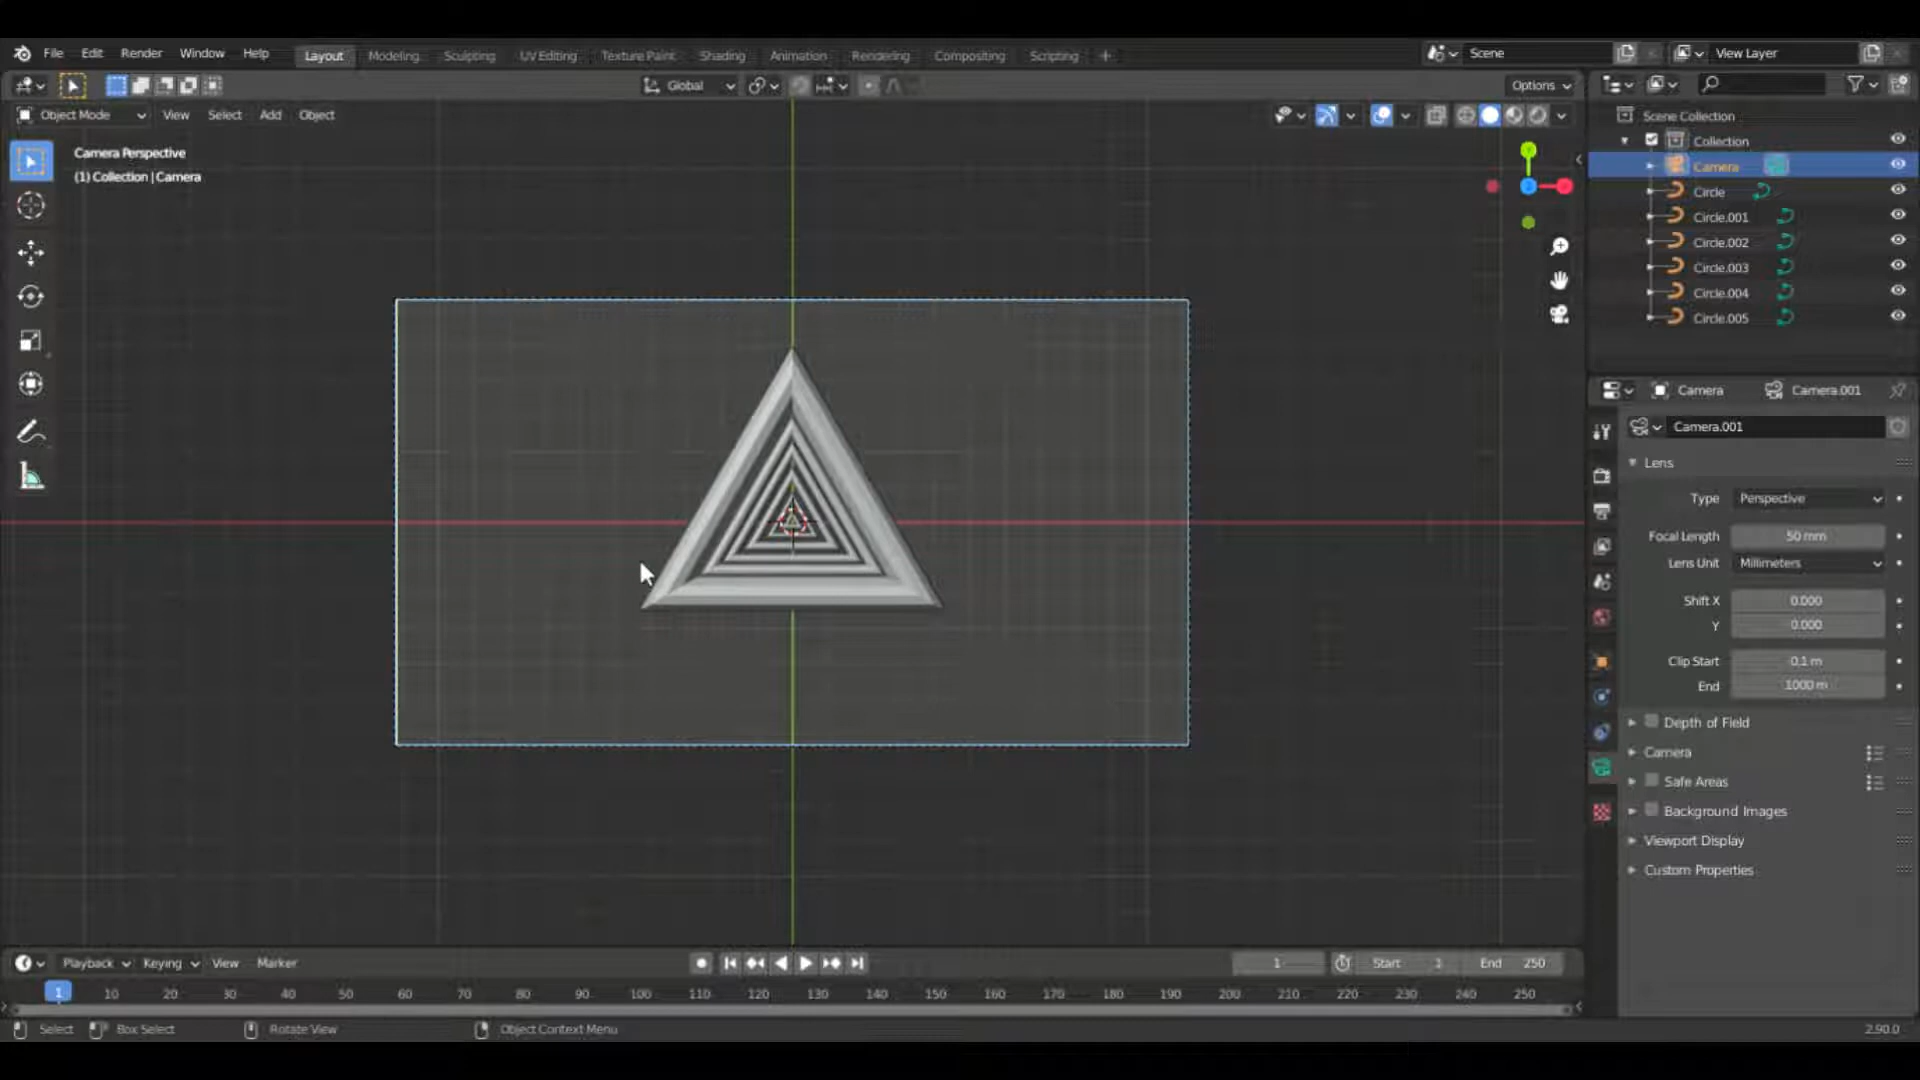 File Edit Render Window Help Layout Modeling Sculpting UV Editing Texture Paint Shading Animation Rendering Compositing Scripting + Scene View Layer
Global Options
Object Mode View Select Add Object
Camera Perspective
(1) Collection | Camera
Scene Collection
Collection
Camera
Circle
Circle.001
Circle.002
Circle.003
Circle.004
Circle.005
Camera Camera.001
Camera.001
Lens
Type Perspective
Focal Length 50 mm
Lens Unit Millimeters
Shift X 0.000
Y 0.000
Clip Start 0.1 m
End 1000 m
Depth of Field
Camera
Safe Areas
Background Images
Viewport Display
Custom Properties
Playback Keying View Marker 1 Start 1 End 250
1 10 20 30 40 50 60 70 80 90 100 110 120 130 140 150 160 170 180 190 200 210 220 230 240 250
Select Box Select Rotate View Object Context Menu 2.90.0